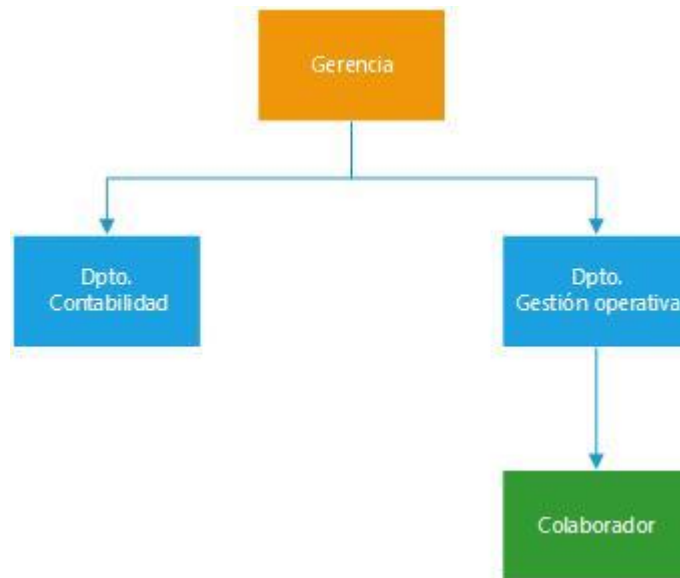 Gerencia
Dpto.
Contabilidad
Dpto.
Gestión operativa
Colaborador